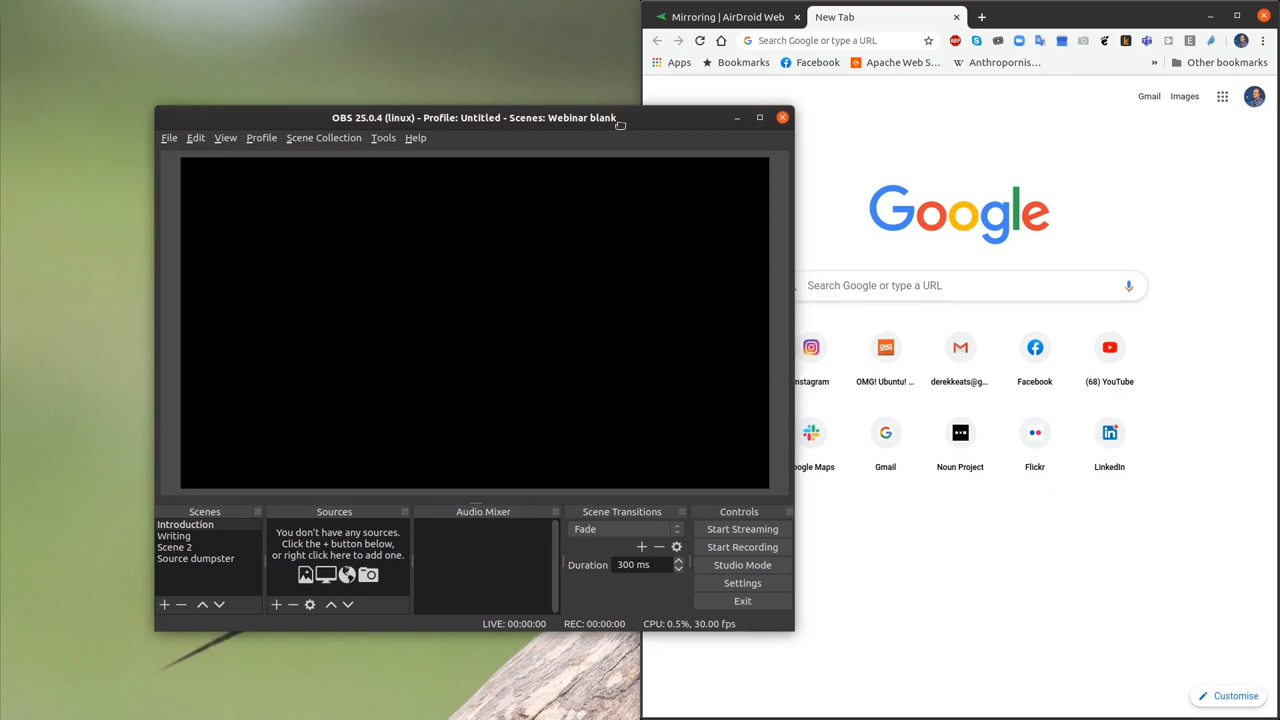 Mirroring | AirDroid Web
New Tab
Search Google or type a URL
Apps
Bookmarks
Facebook
Apache Web S...
Anthropornis...
»
Other bookmarks
Gmail
Images
OBS 25.0.4 (linux) - Profile: Untitled - Scenes: Webinar blank
File Edit View Profile Scene Collection Tools Help
Google
Search Google or type a URL
nstagram
OMG! Ubuntu! ...
derekkeats@g...
Facebook
(68) YouTube
oogle Maps
Gmail
Noun Project
Flickr
LinkedIn
Customise
Scenes
Introduction
Writing
Scene 2
Source dumpster
Sources
You don't have any sources.
Click the + button below,
or right click here to add one.
Audio Mixer
Scene Transitions
Fade
Duration 300 ms
Controls
Start Streaming
Start Recording
Studio Mode
Settings
Exit
LIVE: 00:00:00
REC: 00:00:00
CPU: 0.5%, 30.00 fps